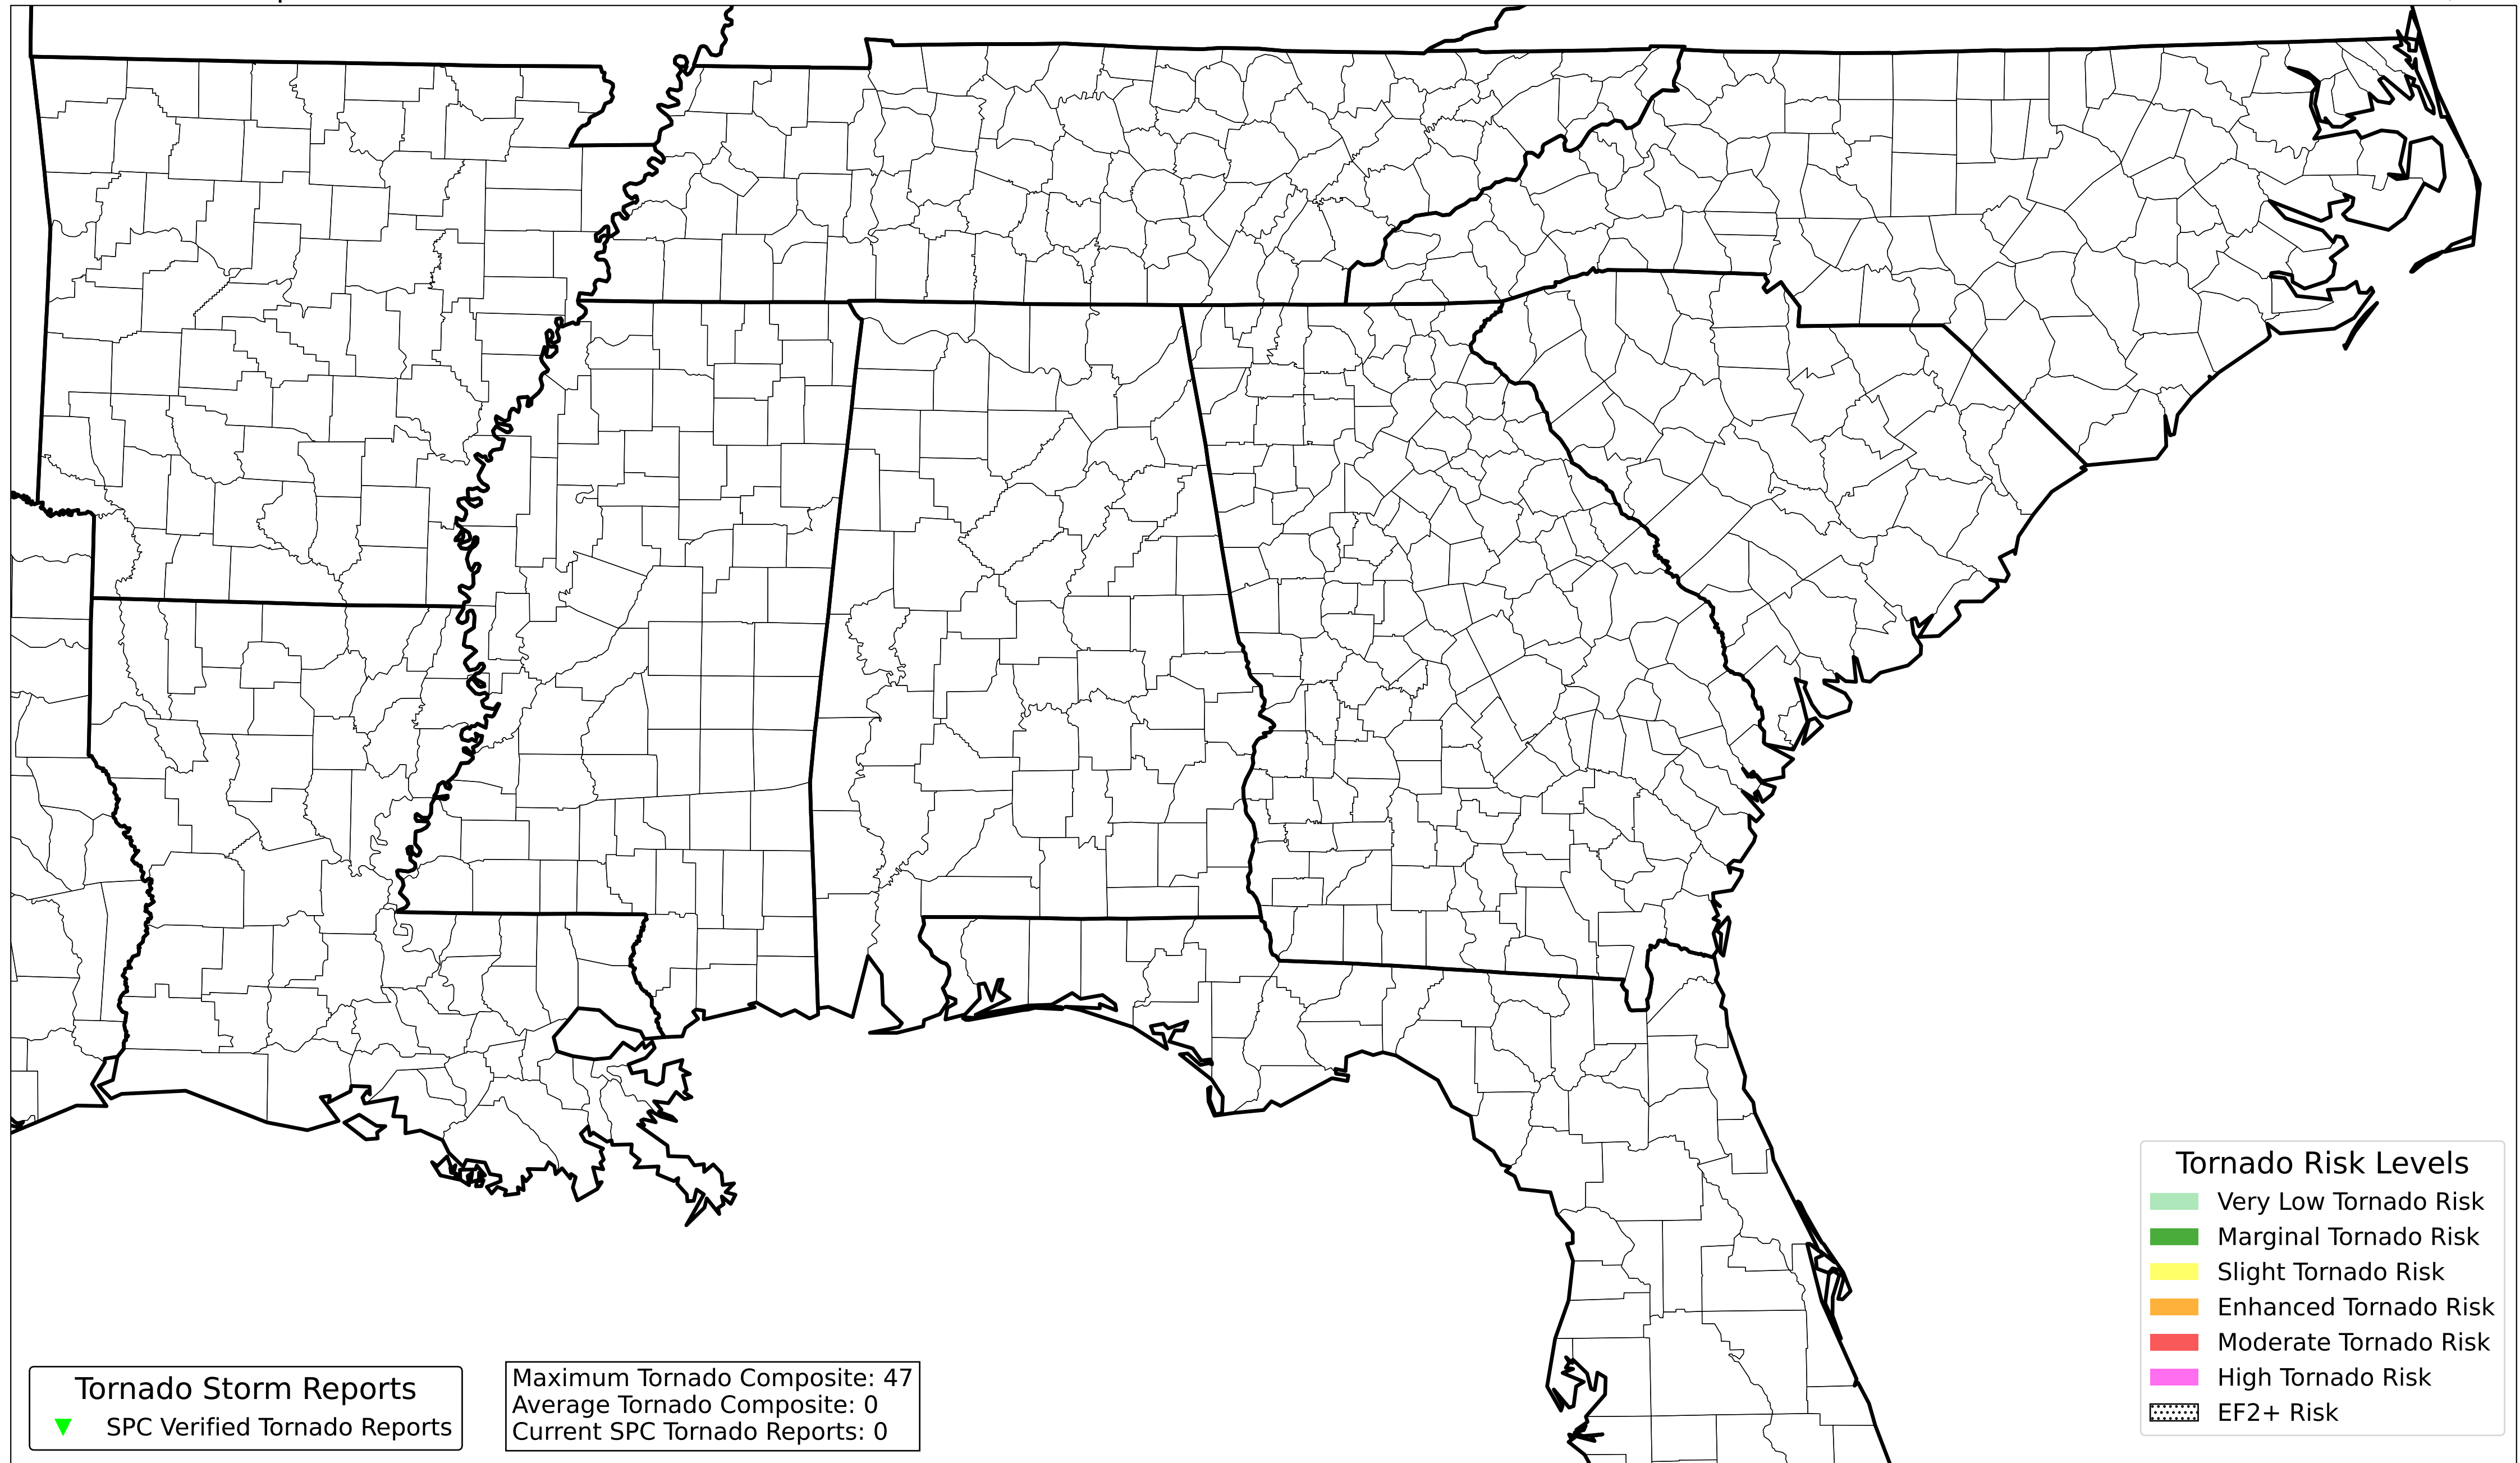 Tornado Storm Reports
SPC Verified Tornado Reports
Maximum Tornado Composite: 47
Average Tornado Composite: 0
Current SPC Tornado Reports: 0
Tornado Risk Levels
Very Low Tornado Risk
Marginal Tornado Risk
Slight Tornado Risk
Enhanced Tornado Risk
Moderate Tornado Risk
High Tornado Risk
EF2+ Risk